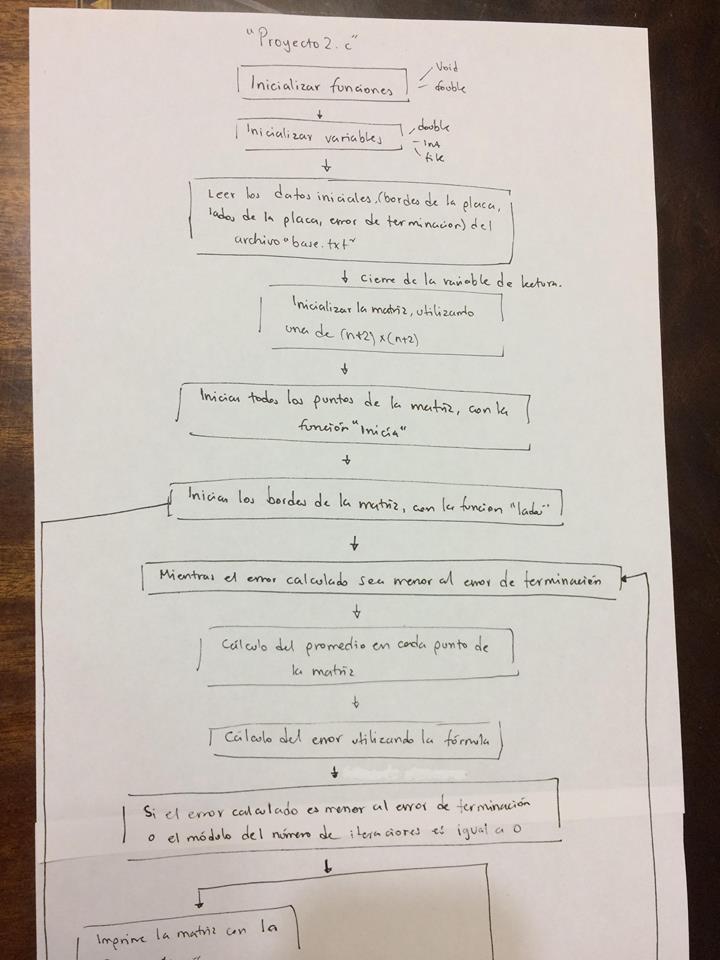 "Proyecto 2.c"
Inicializar funciones
void
double
Inicializar variables
double
int
file
Leer los datos iniciales, (bordes de la placa,
lados de la placa, error de terminación) del
archivo "base.txt"
cierre de la variable de lectura.
Inicializar la matriz, utilizando
una de (n+2) x (n+2)
Iniciar todos los puntos de la matriz, con la
función "Inicia"
Iniciar los bordes de la matriz, con la función "lado"
Mientras el error calculado sea menor al error de terminación
Cálculo del promedio en cada punto de
la matriz
Cálculo del error utilizando la fórmula
Si el error calculado es menor al error de terminación
o el módulo del número de iteraciones es igual a 0
Imprime la matriz con la